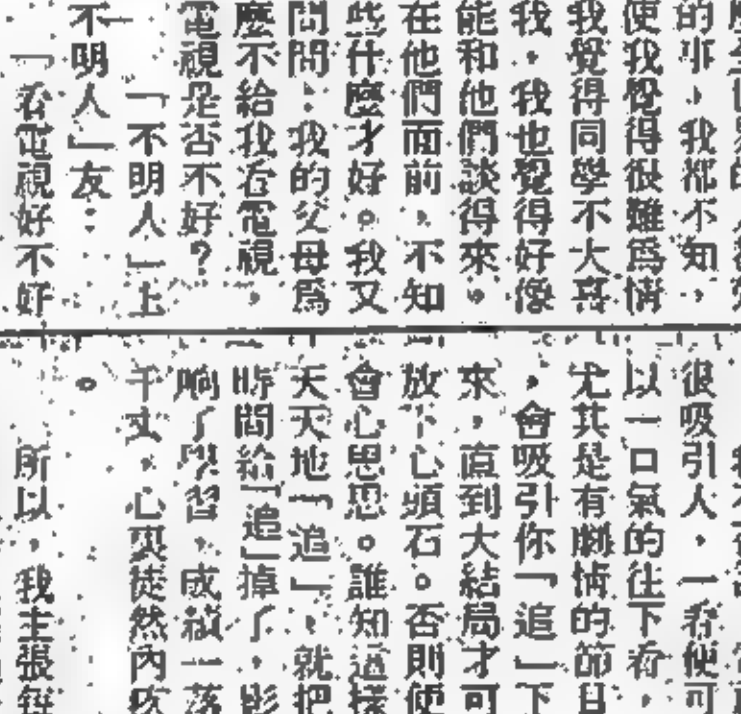 的事，我都不知，
使我覺得很難爲情
我覺得同學不大喜
我，我也覺得好像
能和他們談得來。
在他們面前，不知
些什麼才好。我又
問問：我的父母爲
麼不給我看電視，
電視是否不好？
「不明人」上
不明人」友：
「看電視好不好
很吸引人，一看便可
以一口氣的往下看，
尤其是有劇情的節目
，會吸引你「追」下
來，直到大結局才可
放下心頭石。否則便
會心思思。誰知這樣
天天地「追」，就把
時間給「追」掉了，影
响了學習，成績一落
千丈，心裏徒然內疚
。
所以，我主張每